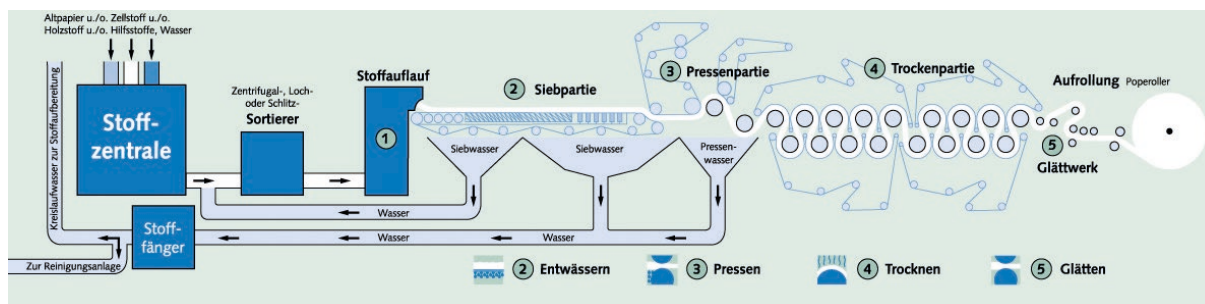 Altpapier u./o. Zellstoff u./o.
Holzstoff u./o. Hilfsstoffe, Wasser
Kreislaufwasser zur Stoffaufbereitung
Stoff-
zentrale
Zentrifugal-, Loch-
oder Schlitz-
Sortierer
Stoffauflauf
1
2 Siebpartie
3 Pressenpartie
4 Trockenpartie
Aufrollung Poperoller
5
Glättwerk
Siebwasser
Siebwasser
Pressen-
wasser
Wasser
Stoff-
fänger
Wasser
Wasser
Zur Reinigungsanlage
2 Entwässern
3 Pressen
4 Trocknen
5 Glätten